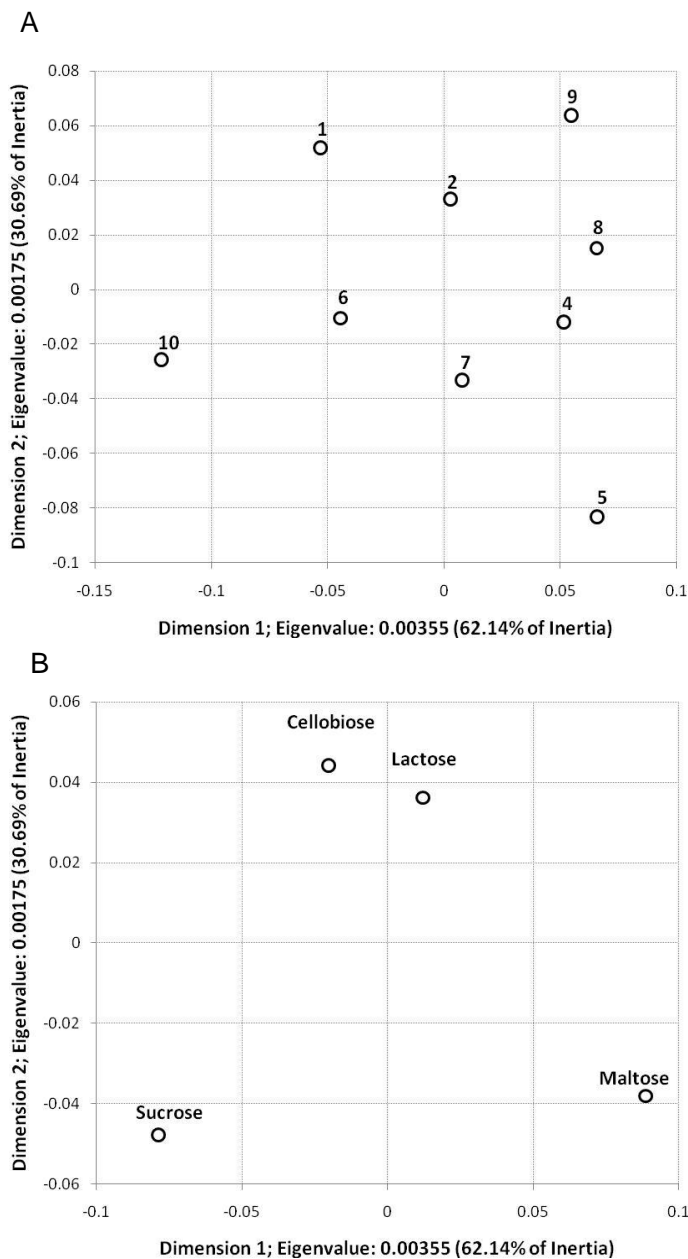 A
0.08
0.06
0.04
0.02
0
-0.02
-0.04
-0.06
-0.08
-0.1
Dimension 2; Eigenvalue: 0.00175 (30.69% of Inertia)
9
1
2
8
6
4
10
7
5
-0.15 -0.1 -0.05 0 0.05 0.1
Dimension 1; Eigenvalue: 0.00355 (62.14% of Inertia)
B
0.06
0.04
0.02
0
-0.02
-0.04
-0.06
Dimension 2; Eigenvalue: 0.00175 (30.69% of Inertia)
Cellobiose
Lactose
Maltose
Sucrose
-0.1 -0.05 0 0.05 0.1
Dimension 1; Eigenvalue: 0.00355 (62.14% of Inertia)